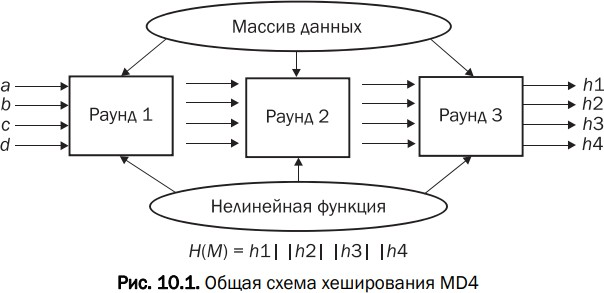 Массив данных
a
b
c
d
Раунд 1
Раунд 2
Раунд 3
h1
h2
h3
h4
Нелинейная функция
H(M) = h1| |h2| |h3| |h4
Рис. 10.1. Общая схема хеширования MD4